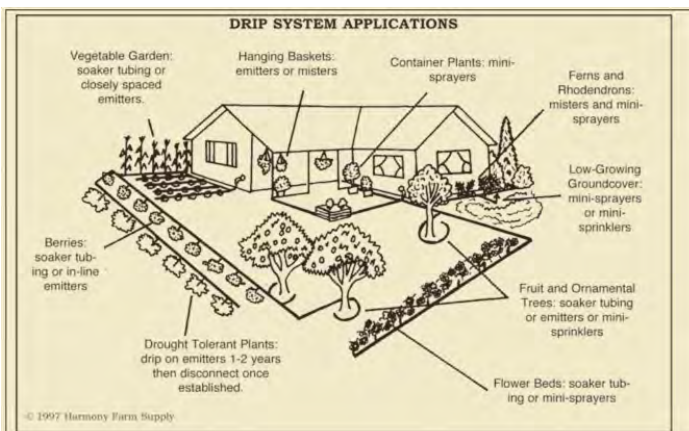 DRIP SYSTEM APPLICATIONS
Vegetable Garden:
soaker tubing or
closely spaced
emitters.
Hanging Baskets:
emitters or misters
Container Plants: mini-
sprayers
Ferns and
Rhodendrons:
misters and mini-
sprayers
Low-Growing
Groundcover:
mini-sprayers
or mini-
sprinklers
Berries:
soaker tub-
ing or in-line
emitters
Fruit and Ornamental
Trees: soaker tubing
or emitters or mini-
sprinklers
Drought Tolerant Plants:
drip on emitters 1-2 years
then disconnect once
established.
Flower Beds: soaker tub-
ing or mini-sprayers
© 1997 Harmony Farm Supply